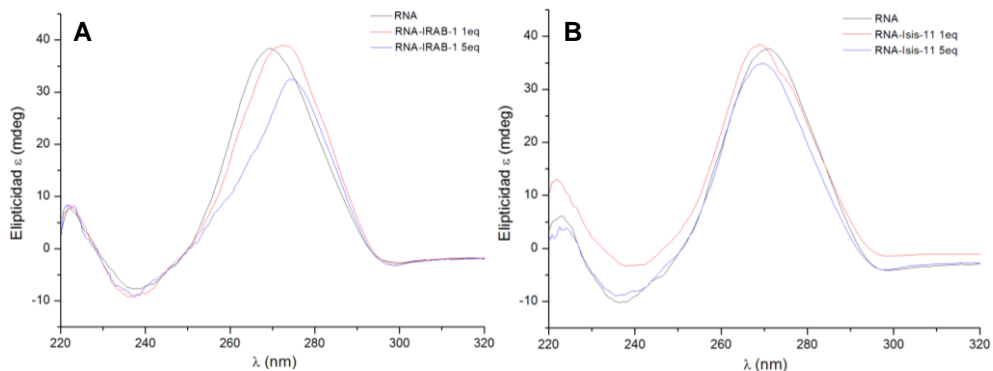 A
RNA
RNA-IRAB-1 1eq
RNA-IRAB-1 5eq
Elipticidad ε (mdeg)
40
30
20
10
0
-10
220 240 260 280 300 320
λ (nm)
B
RNA
RNA-Isis-11 1eq
RNA-Isis-11 5eq
Elipticidad ε (mdeg)
40
30
20
10
0
-10
220 240 260 280 300 320
λ (nm)